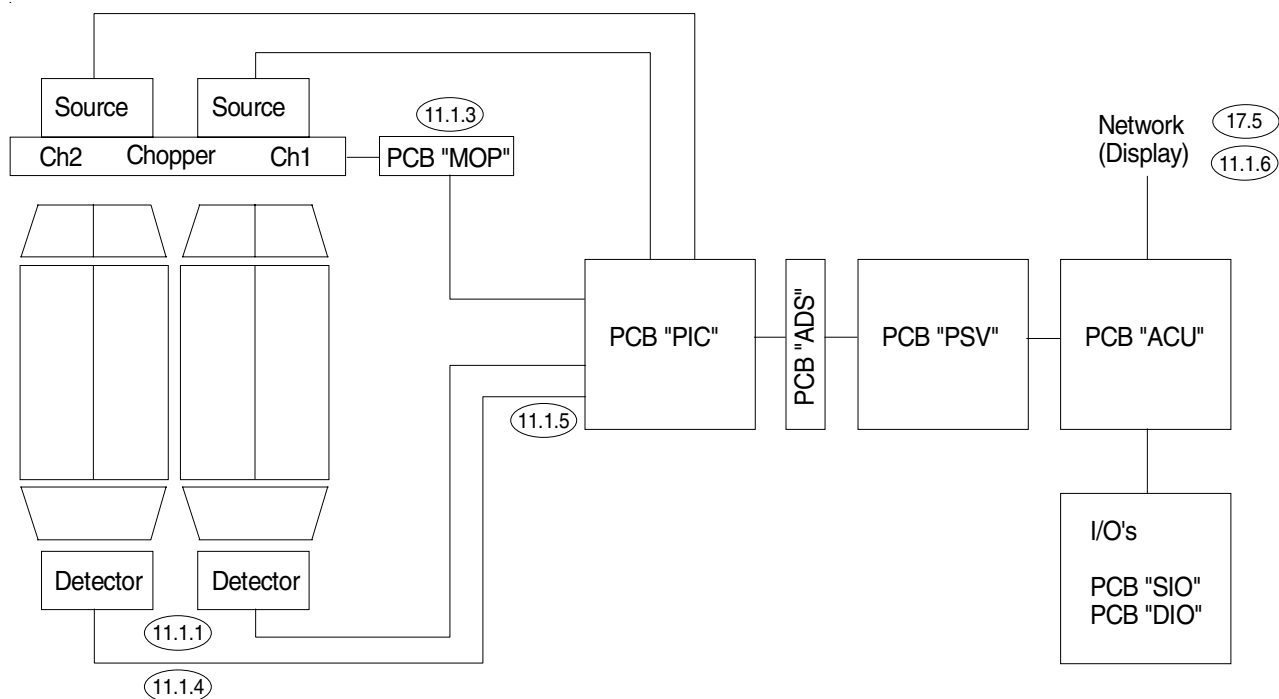 Source
Source
11.1.3
Ch2 Chopper Ch1
PCB "MOP"
Network
(Display)
17.5
11.1.6
PCB "PIC"
PCB "ADS"
PCB "PSV"
PCB "ACU"
11.1.5
I/O's
PCB "SIO"
PCB "DIO"
Detector
Detector
11.1.1
11.1.4